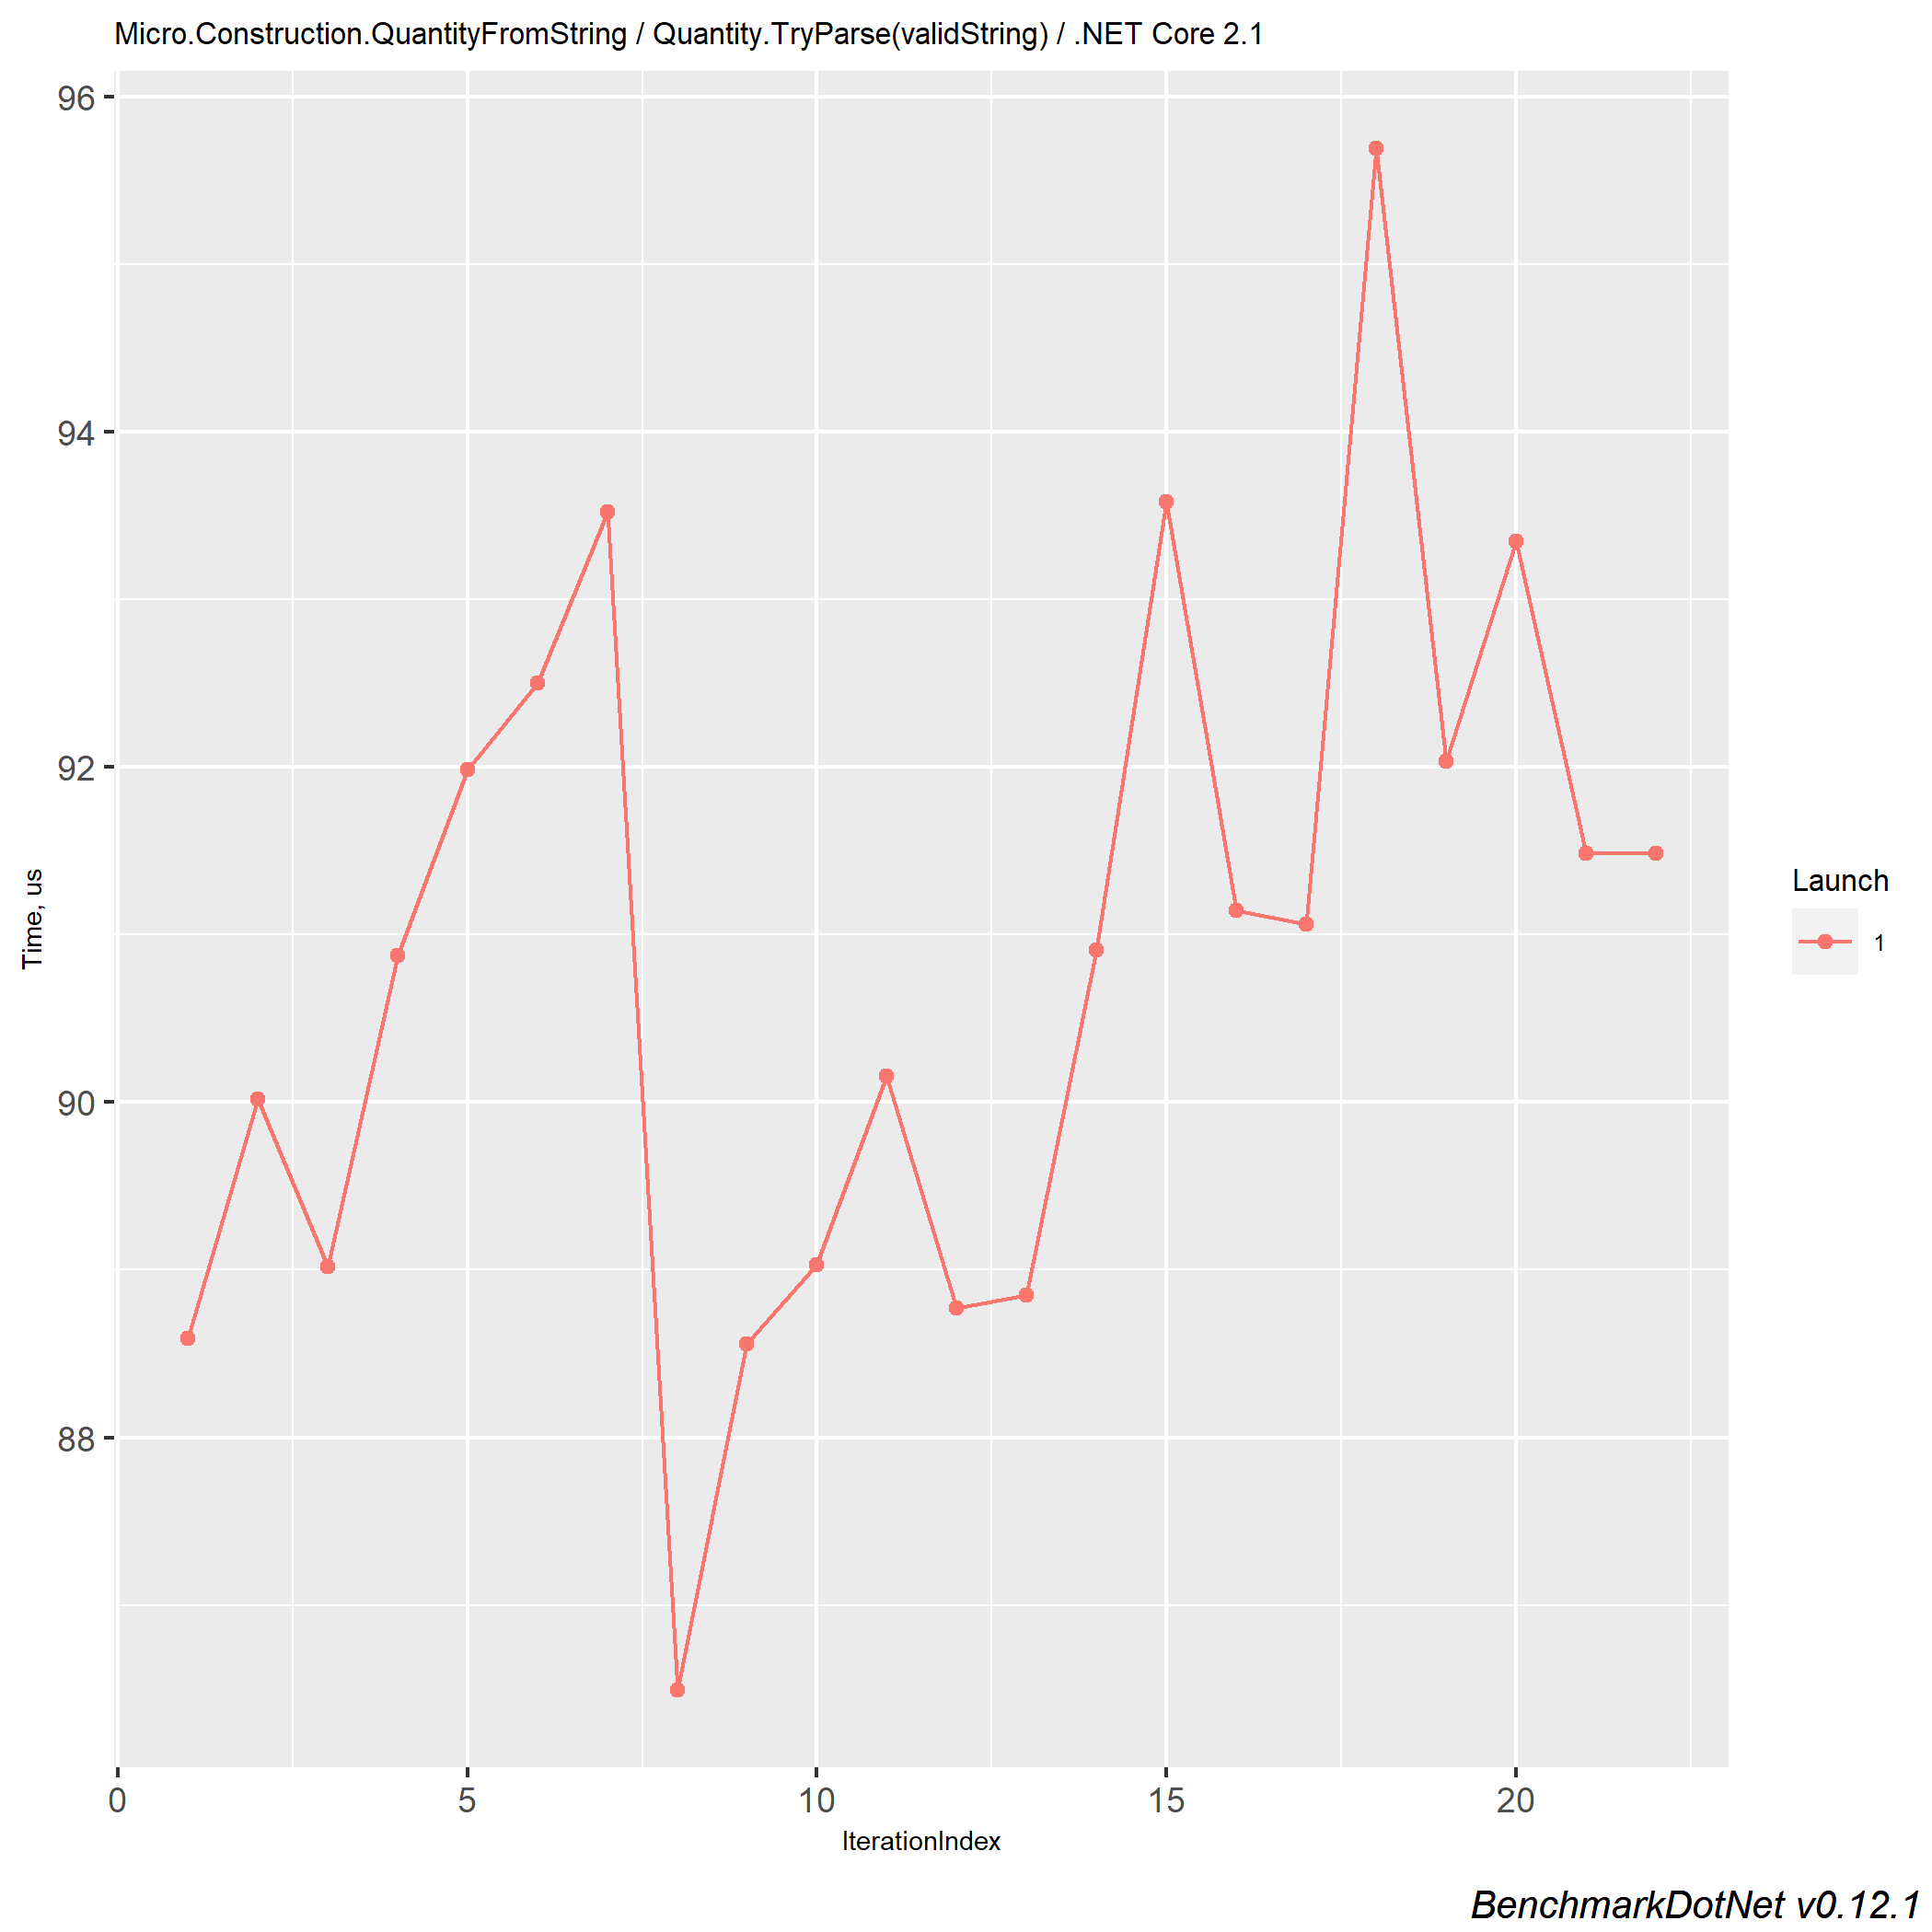 Micro.Construction.QuantityFromString / Quantity.TryParse(validString) / .NET Core 2.1
96
94
92
90
88
Time, us
0 5 10 15 20
IterationIndex
Launch
1
BenchmarkDotNet v0.12.1